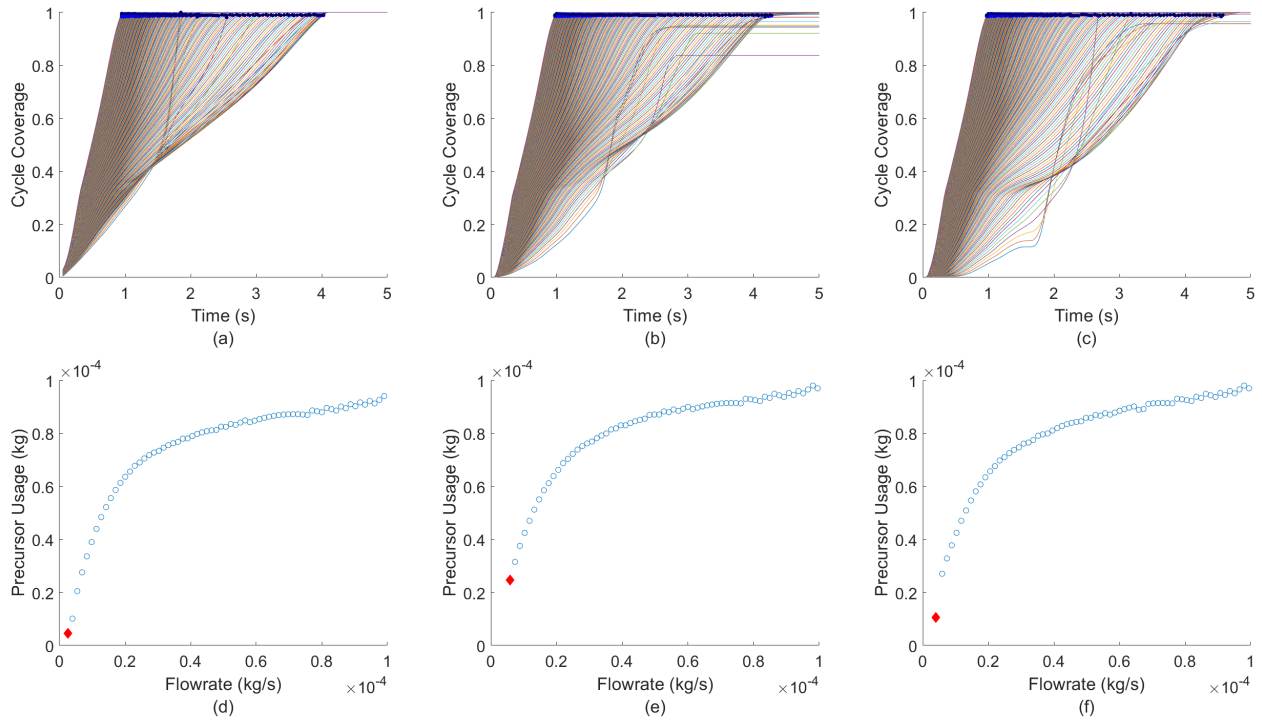 1
0.8
0.6
0.4
0.2
0
Cycle Coverage
0 1 2 3 4 5
Time (s)
(a)
1
0.8
0.6
0.4
0.2
0
Cycle Coverage
0 1 2 3 4 5
Time (s)
(b)
1
0.8
0.6
0.4
0.2
0
Cycle Coverage
0 1 2 3 4 5
Time (s)
(c)
×10⁻⁴
1
0.8
0.6
0.4
0.2
0
Precursor Usage (kg)
0 0.2 0.4 0.6 0.8 1
Flowrate (kg/s) ×10⁻⁴
(d)
×10⁻⁴
1
0.8
0.6
0.4
0.2
0
Precursor Usage (kg)
0 0.2 0.4 0.6 0.8 1
Flowrate (kg/s) ×10⁻⁴
(e)
×10⁻⁴
1
0.8
0.6
0.4
0.2
0
Precursor Usage (kg)
0 0.2 0.4 0.6 0.8 1
Flowrate (kg/s) ×10⁻⁴
(f)